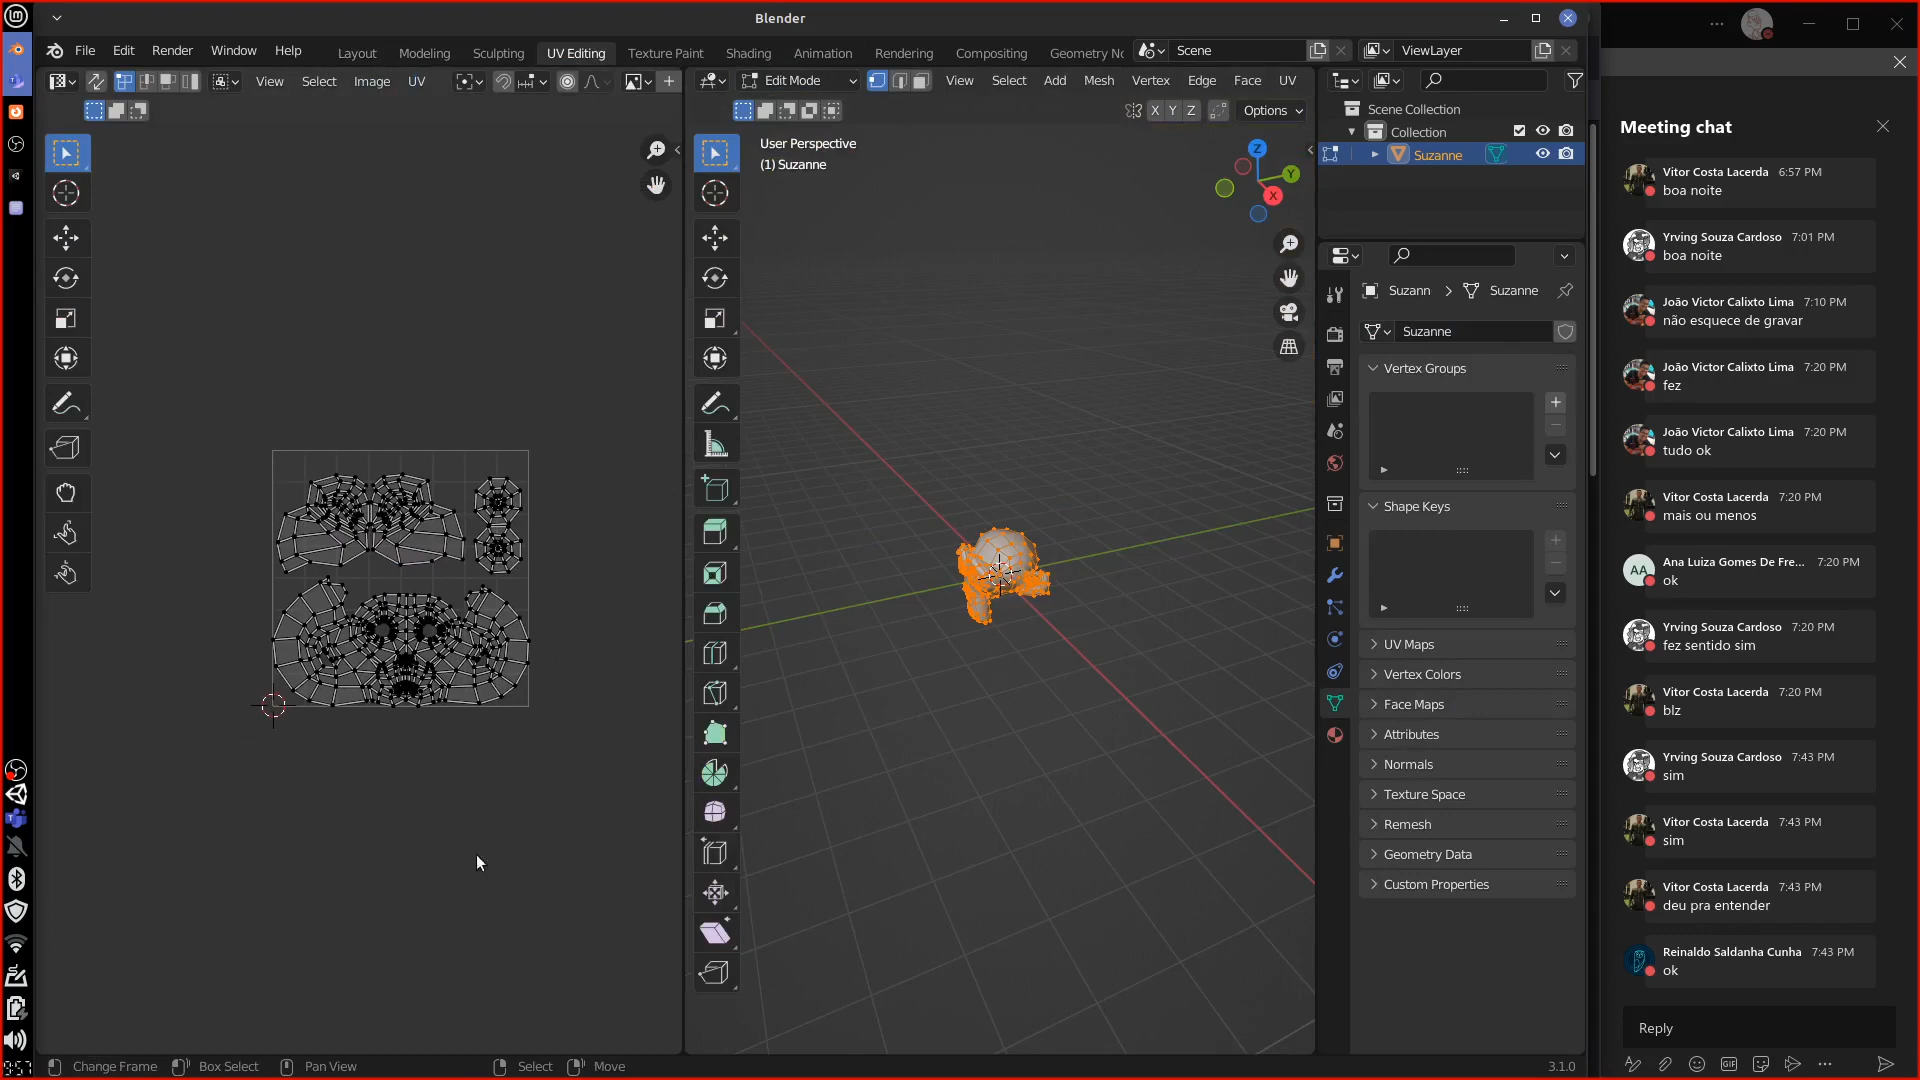 Blender
File Edit Render Window Help
Layout Modeling Sculpting UV Editing Texture Paint Shading Animation Rendering Compositing Geometry No
Scene
ViewLayer
View Select Image UV
Edit Mode
View Select Add Mesh Vertex Edge Face UV
X Y Z
Options
User Perspective
(1) Suzanne
Z
Y
X
Scene Collection
Collection
Suzanne
Suzann
Suzanne
Suzanne
Vertex Groups
Shape Keys
UV Maps
Vertex Colors
Face Maps
Attributes
Normals
Texture Space
Remesh
Geometry Data
Custom Properties
Change Frame
Box Select
Pan View
Select
Move
3.1.0
Meeting chat
Vitor Costa Lacerda 6:57 PM
boa noite
Yrving Souza Cardoso 7:01 PM
boa noite
João Victor Calixto Lima 7:10 PM
não esquece de gravar
João Victor Calixto Lima 7:20 PM
fez
João Victor Calixto Lima 7:20 PM
tudo ok
Vitor Costa Lacerda 7:20 PM
mais ou menos
AA
Ana Luiza Gomes De Fre... 7:20 PM
ok
Yrving Souza Cardoso 7:20 PM
fez sentido sim
Vitor Costa Lacerda 7:20 PM
blz
Yrving Souza Cardoso 7:43 PM
sim
Vitor Costa Lacerda 7:43 PM
sim
Vitor Costa Lacerda 7:43 PM
deu pra entender
Reinaldo Saldanha Cunha 7:43 PM
ok
Reply
GIF